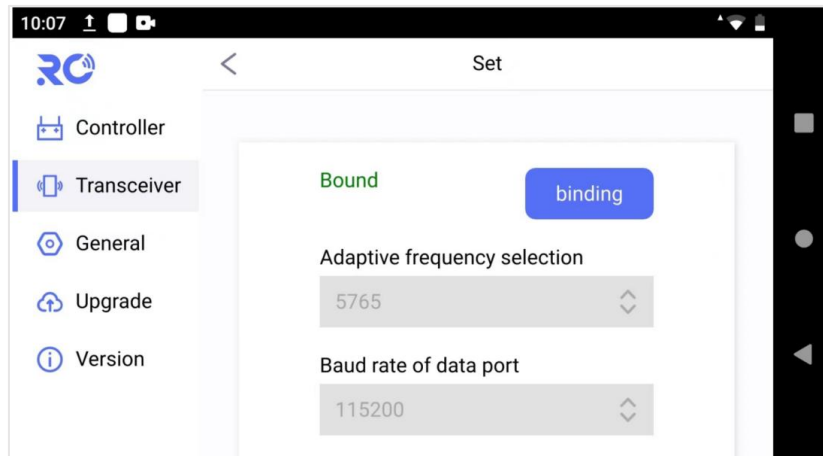 10:07
RC
Set
Controller
Transceiver
General
Upgrade
Version
Bound
binding
Adaptive frequency selection
5765
Baud rate of data port
115200